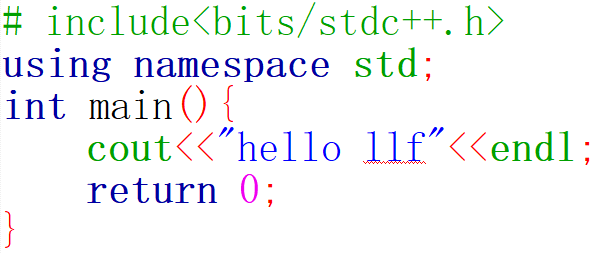 # include<bits/stdc++.h>
using namespace std;
int main(){
    cout<<"hello llf"<<endl;
    return 0;
}